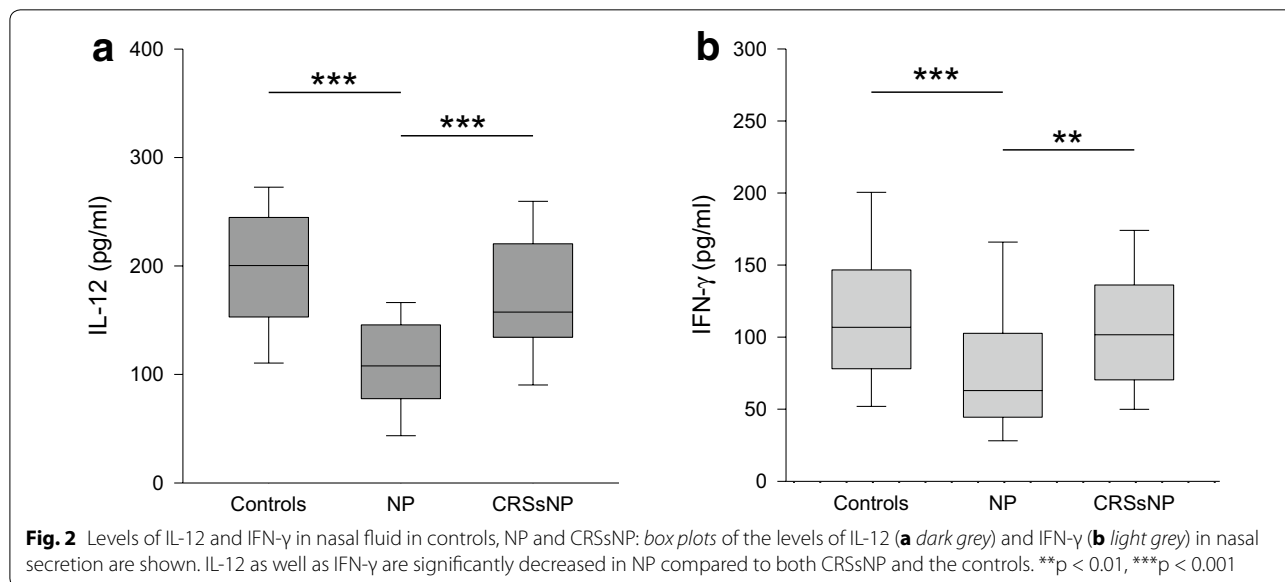 a
400
300
200
100
0
IL-12 (pg/ml)
***
***
Controls NP CRSsNP
b
300
250
200
150
100
50
0
IFN-γ (pg/ml)
***
**
Controls NP CRSsNP
Fig. 2 Levels of IL-12 and IFN-γ in nasal fluid in controls, NP and CRSsNP: box plots of the levels of IL-12 (a dark grey) and IFN-γ (b light grey) in nasal
secretion are shown. IL-12 as well as IFN-γ are significantly decreased in NP compared to both CRSsNP and the controls. **p < 0.01, ***p < 0.001